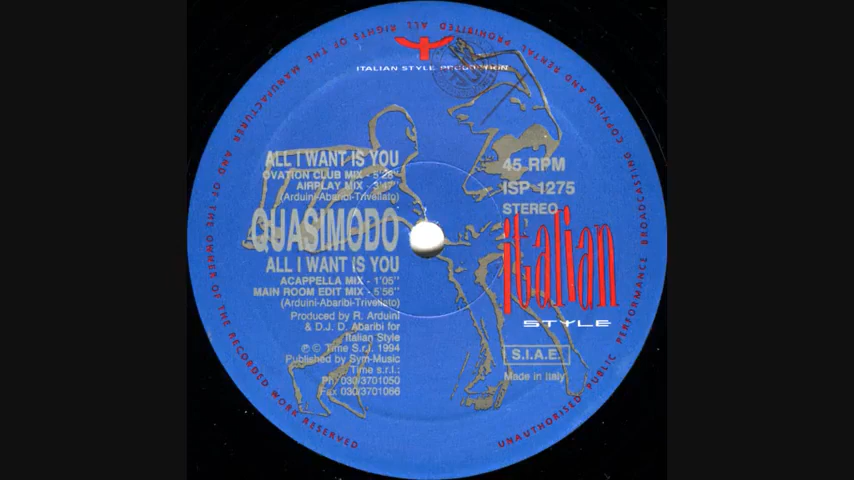 ITALIAN STYLE PRODUCTION
ALL I WANT IS YOU
OVATION CLUB MIX - 5'28"
AIRPLAY MIX - 3'47"
(Arduini-Abaribi-Trivellato)
QUASIMODO
ALL I WANT IS YOU
ACAPPELLA MIX - 1'05"
MAIN ROOM EDIT MIX - 5'56"
(Arduini-Abaribi-Trivellato)
Produced by R. Arduini
& D.J. D. Abaribi for
Italian Style
℗ © Time S.r.l. 1994
Published by Sym-Music
Time s.r.l.:
Ph. 030/3701050
Fax 030/3701066
45 RPM
ISP 1275
STEREO
italian
STYLE
S.I.A.E.
Made in Italy
ALL RIGHTS OF THE MANUFACTURER AND OF THE OWNER OF THE RECORDED WORK RESERVED
UNAUTHORISED PUBLIC PERFORMANCE BROADCASTING COPYING AND RENTAL PROHIBITED